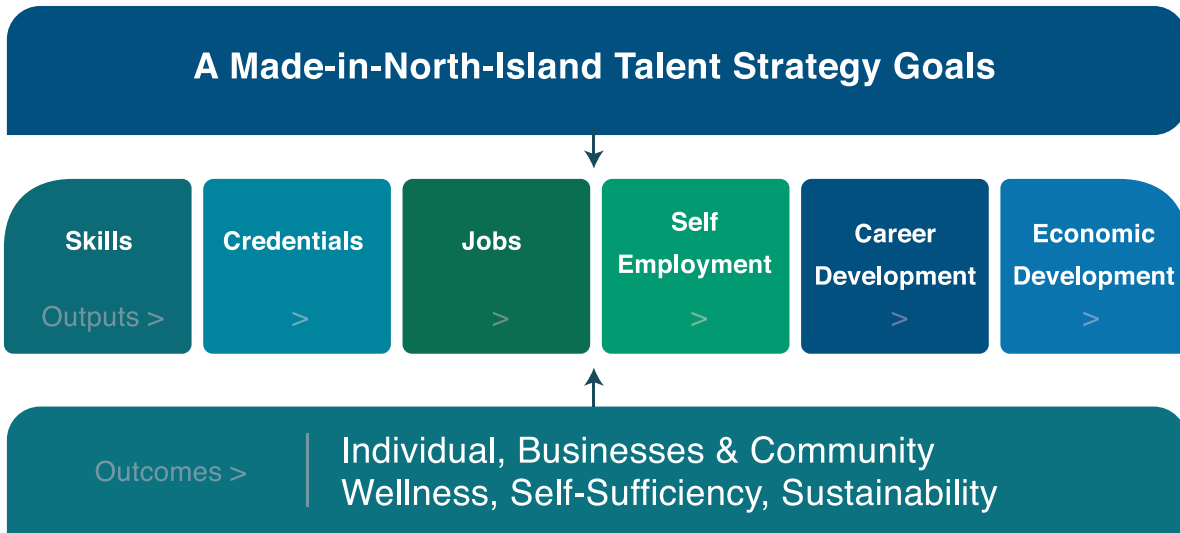 A Made-in-North-Island Talent Strategy Goals
Skills
Outputs >
Credentials
>
Jobs
>
Self
Employment
>
Career
Development
>
Economic
Development
>
Outcomes >
Individual, Businesses & Community
Wellness, Self-Sufficiency, Sustainability